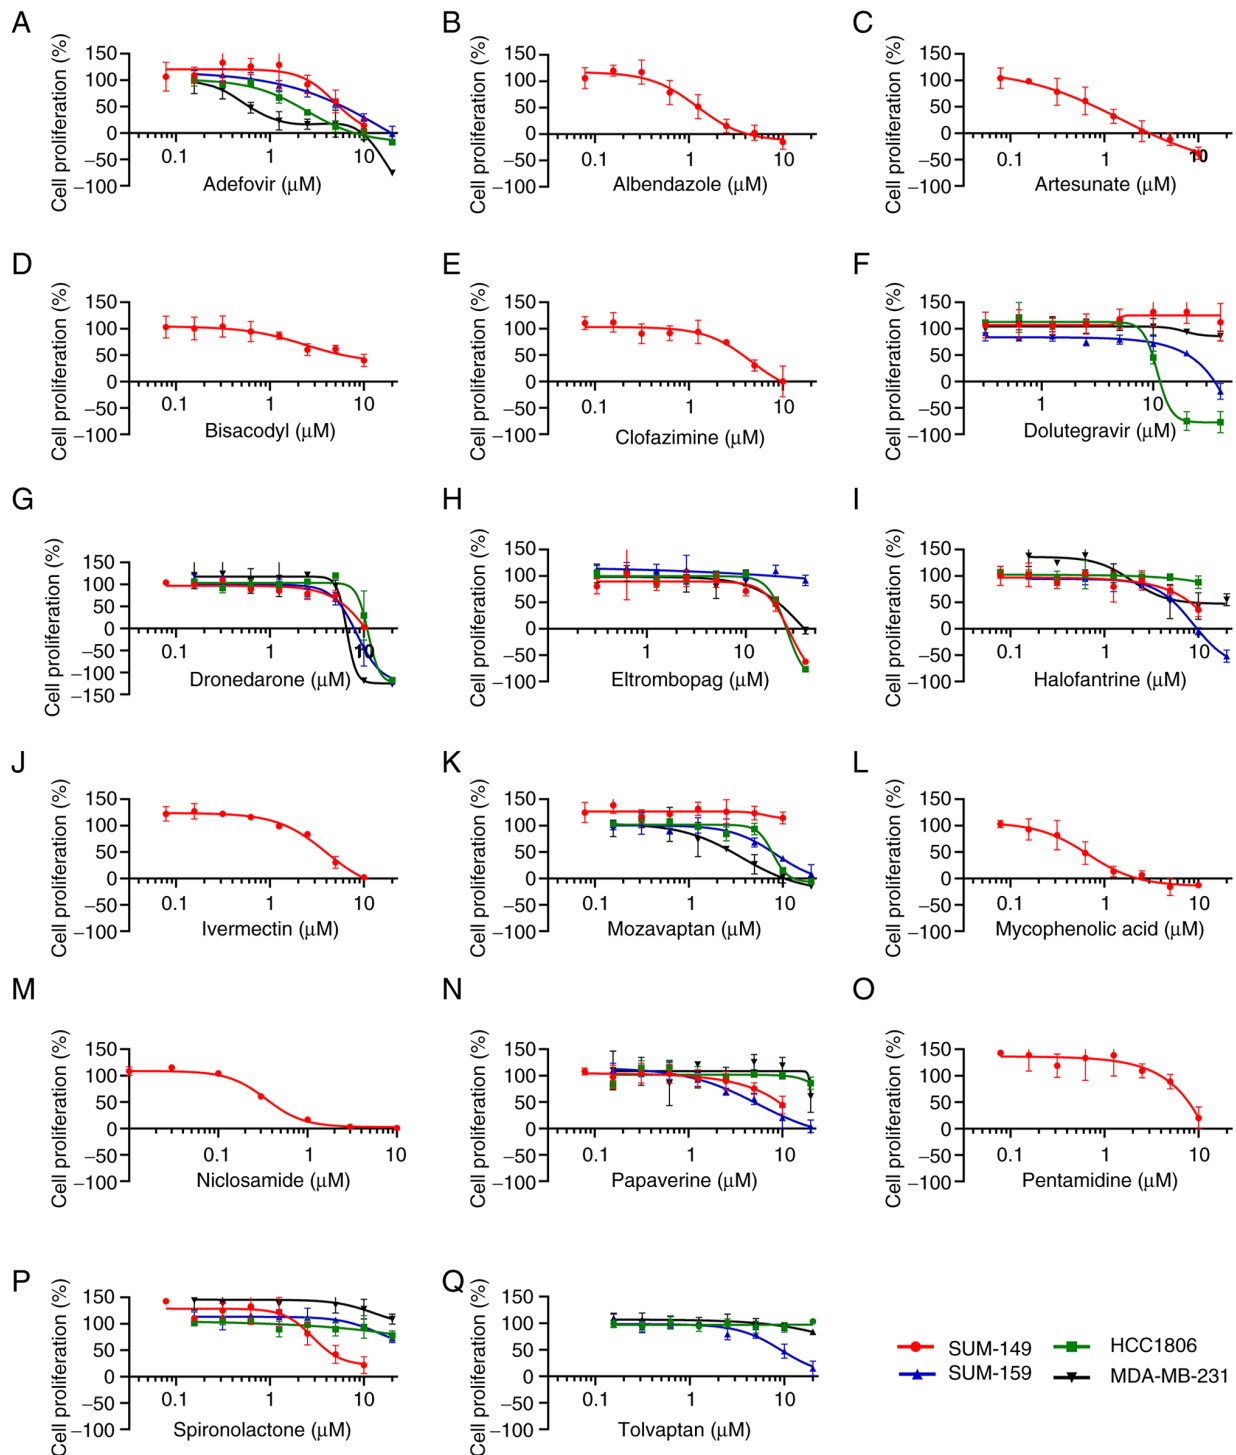 A
Cell proliferation (%)
150
100
50
0
−50
−100
0.1
1
10
Adefovir (μM)
B
Cell proliferation (%)
150
100
50
0
−50
−100
0.1
1
10
Albendazole (μM)
C
Cell proliferation (%)
150
100
50
0
−50
−100
0.1
1
10
Artesunate (μM)
D
Cell proliferation (%)
150
100
50
0
−50
−100
0.1
1
10
Bisacodyl (μM)
E
Cell proliferation (%)
150
100
50
0
−50
−100
0.1
1
10
Clofazimine (μM)
F
Cell proliferation (%)
150
100
50
0
−50
−100
1
10
Dolutegravir (μM)
G
Cell proliferation (%)
150
100
50
0
−50
−100
−150
0.1
1
10
Dronedarone (μM)
H
Cell proliferation (%)
150
100
50
0
−50
−100
1
10
Eltrombopag (μM)
I
Cell proliferation (%)
150
100
50
0
−50
−100
0.1
1
10
Halofantrine (μM)
J
Cell proliferation (%)
150
100
50
0
−50
−100
0.1
1
10
Ivermectin (μM)
K
Cell proliferation (%)
150
100
50
0
−50
−100
0.1
1
10
Mozavaptan (μM)
L
Cell proliferation (%)
150
100
50
0
−50
−100
0.1
1
10
Mycophenolic acid (μM)
M
Cell proliferation (%)
150
100
50
0
−50
−100
0.1
1
10
Niclosamide (μM)
N
Cell proliferation (%)
150
100
50
0
−50
−100
0.1
1
10
Papaverine (μM)
O
Cell proliferation (%)
150
100
50
0
−50
−100
0.1
1
10
Pentamidine (μM)
P
Cell proliferation (%)
150
100
50
0
−50
−100
0.1
1
10
Spironolactone (μM)
Q
Cell proliferation (%)
150
100
50
0
−50
−100
0.1
1
10
Tolvaptan (μM)
SUM-149
HCC1806
SUM-159
MDA-MB-231